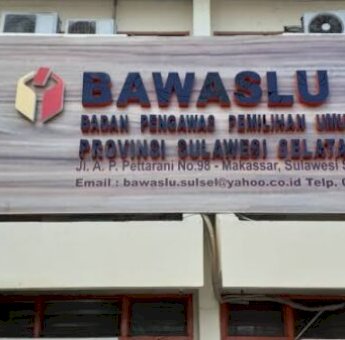 BAWASLU
BADAN PENGAWAS PEMILIHAN
PROVINSI SULAWESI
Jl. A. P. Pettarani No.98 - Makassar, Sulawesi
Email : bawaslu.sulsel@yahoo.co.id Telp.